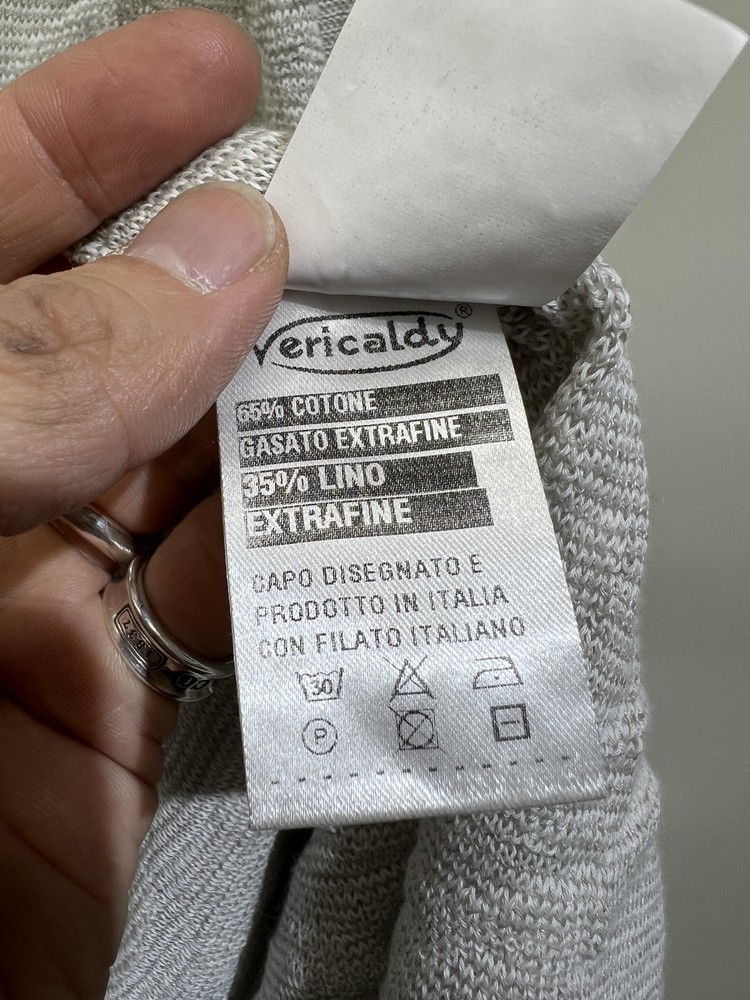 vericaldy®
65% COTONE
GASATO EXTRAFINE
35% LINO
EXTRAFINE
CAPO DISEGNATO E
PRODOTTO IN ITALIA
CON FILATO ITALIANO
30
P